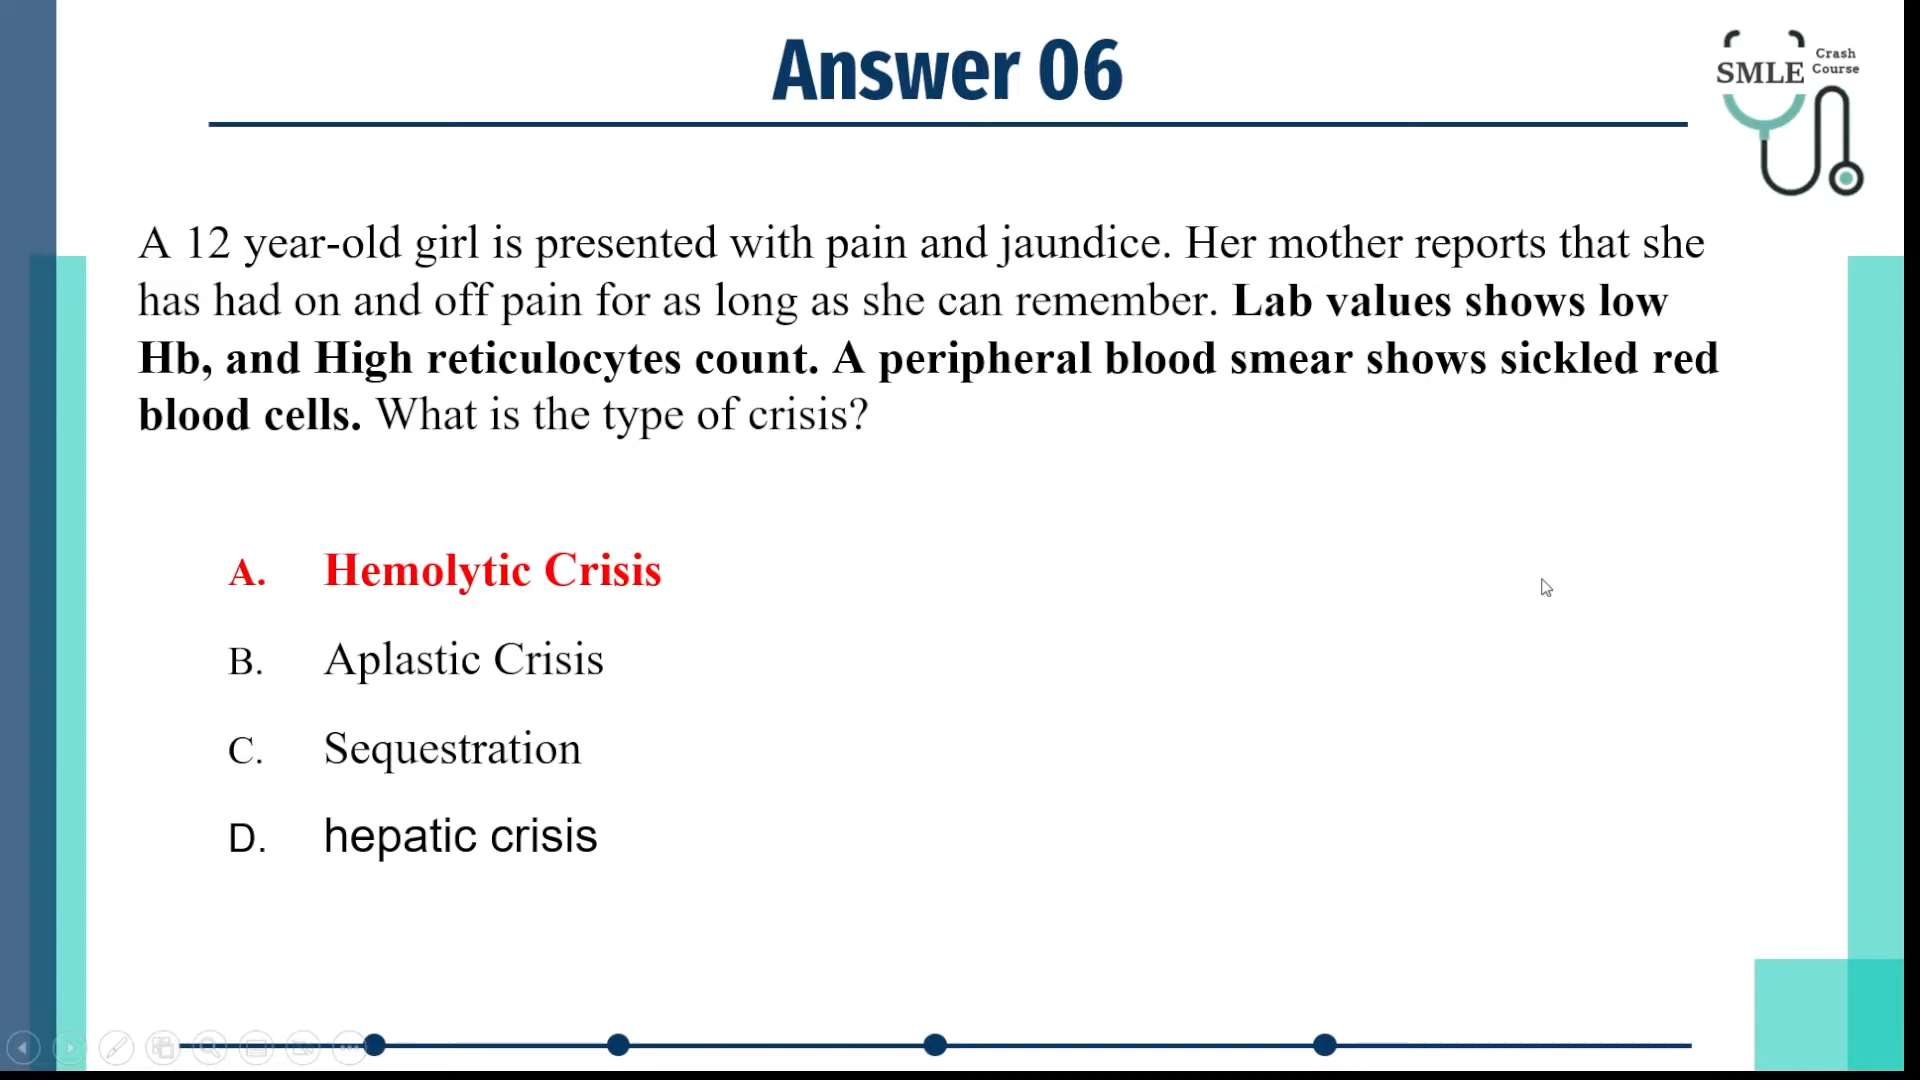 Answer 06
SMLE Crash Course
A 12 year-old girl is presented with pain and jaundice. Her mother reports that she
has had on and off pain for as long as she can remember. Lab values shows low
Hb, and High reticulocytes count. A peripheral blood smear shows sickled red
blood cells. What is the type of crisis?
A. Hemolytic Crisis
B. Aplastic Crisis
C. Sequestration
D. hepatic crisis